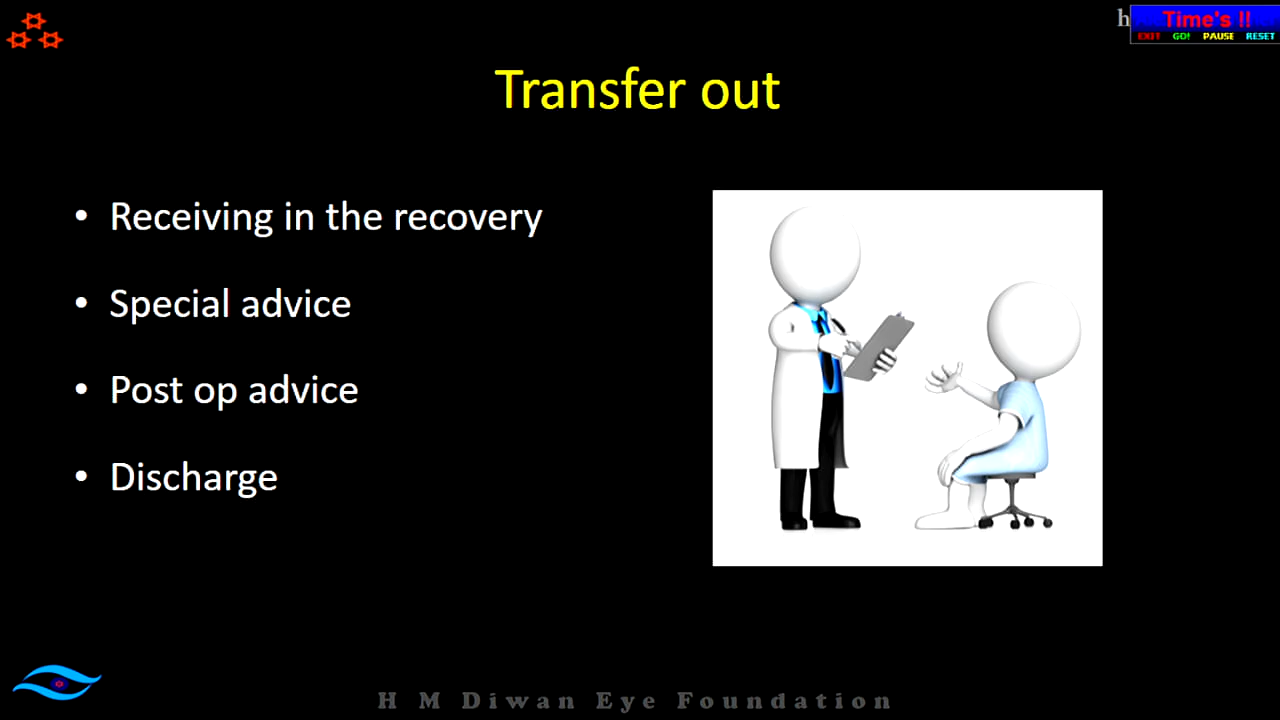 h
Time's !!
EXIT GO! PAUSE RESET
Transfer out
• Receiving in the recovery
• Special advice
• Post op advice
• Discharge
H M Diwan Eye Foundation